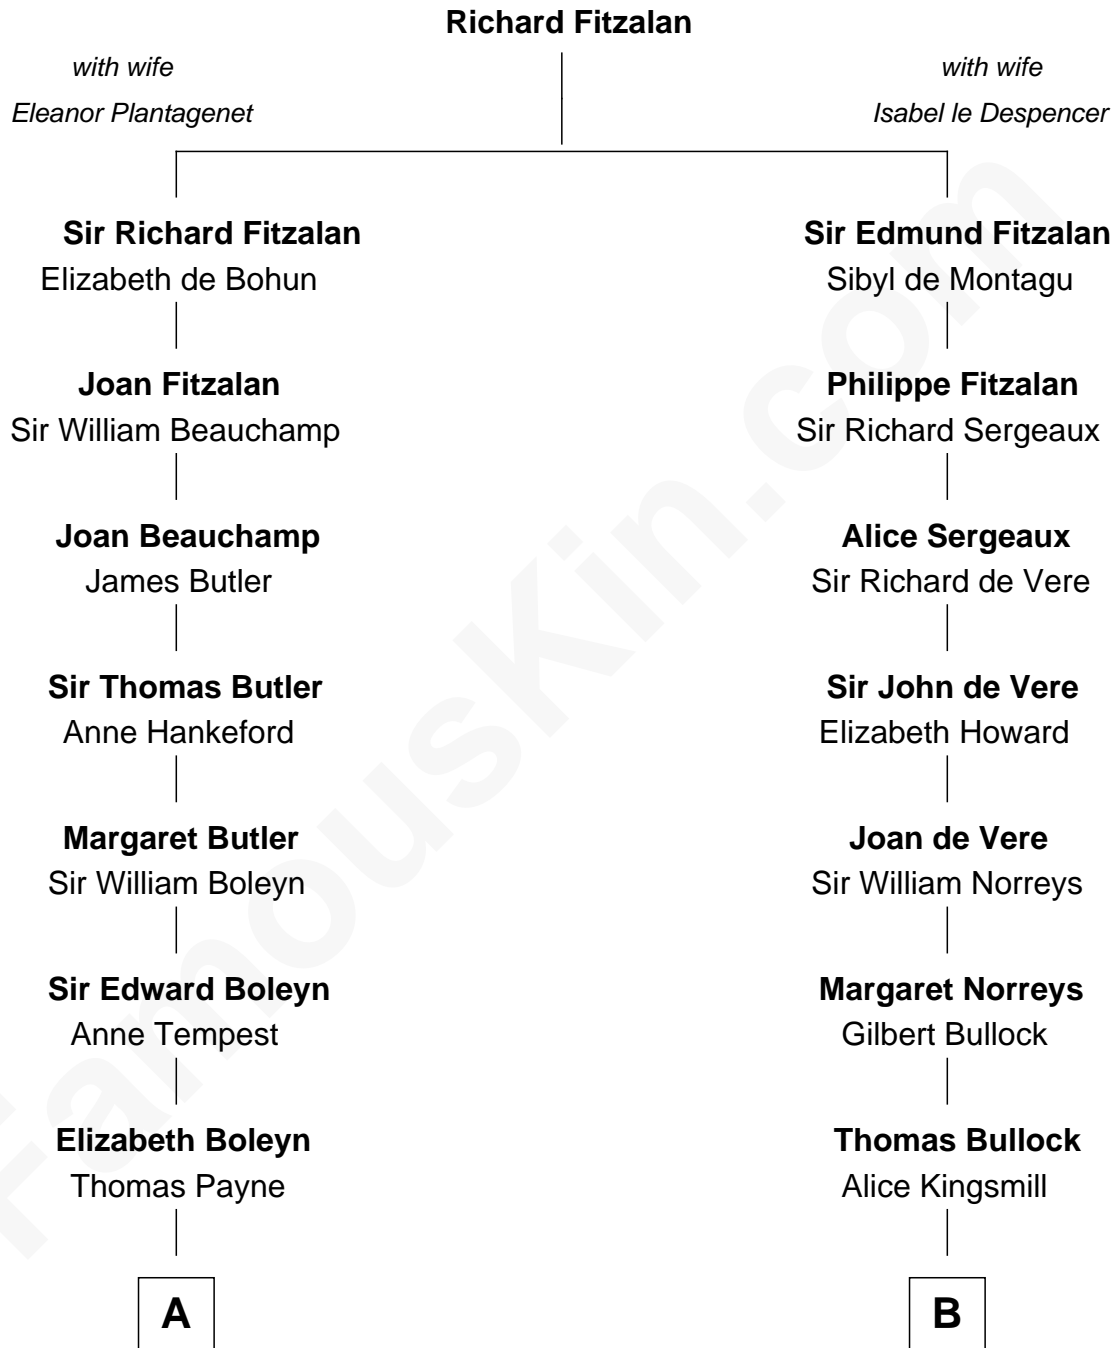 Richard Fitzalan
with wife
Eleanor Plantagenet
with wife
Isabel le Despencer
Sir Richard Fitzalan
Elizabeth de Bohun
Sir Edmund Fitzalan
Sibyl de Montagu
Joan Fitzalan
Sir William Beauchamp
Philippe Fitzalan
Sir Richard Sergeaux
Joan Beauchamp
James Butler
Alice Sergeaux
Sir Richard de Vere
Sir Thomas Butler
Anne Hankeford
Sir John de Vere
Elizabeth Howard
Margaret Butler
Sir William Boleyn
Joan de Vere
Sir William Norreys
Sir Edward Boleyn
Anne Tempest
Margaret Norreys
Gilbert Bullock
Elizabeth Boleyn
Thomas Payne
Thomas Bullock
Alice Kingsmill
A
B
FamousKin.com